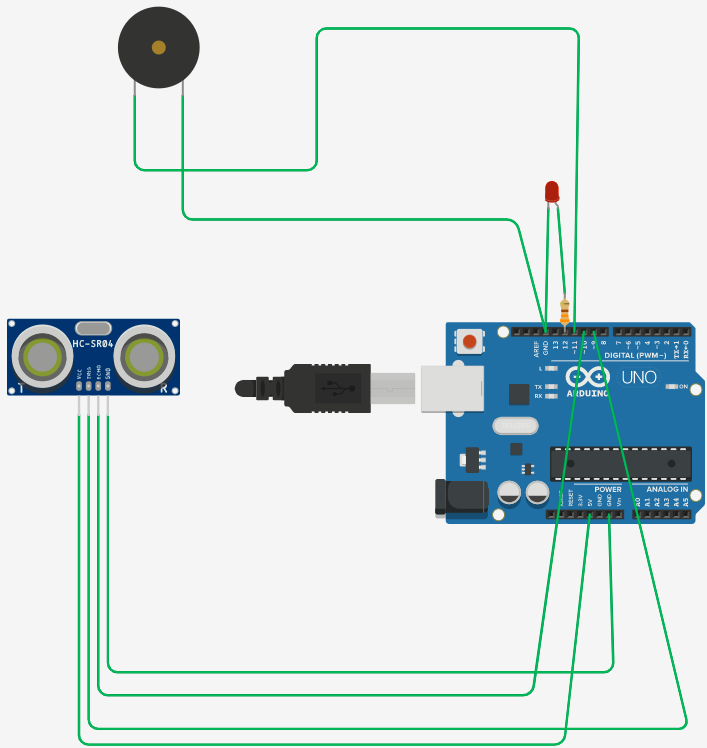 HC-SR04
VCC
TRIG
ECHO
GND
T
R
AREF
GND
13
12
~11
~10
~9
8
7
~6
~5
4
~3
2
TX→1
RX←0
DIGITAL (PWM~)
L
TX
RX
UNO
ARDUINO
ON
POWER
ANALOG IN
RESET
3.3V
5V
GND
GND
Vin
A0
A1
A2
A3
A4
A5